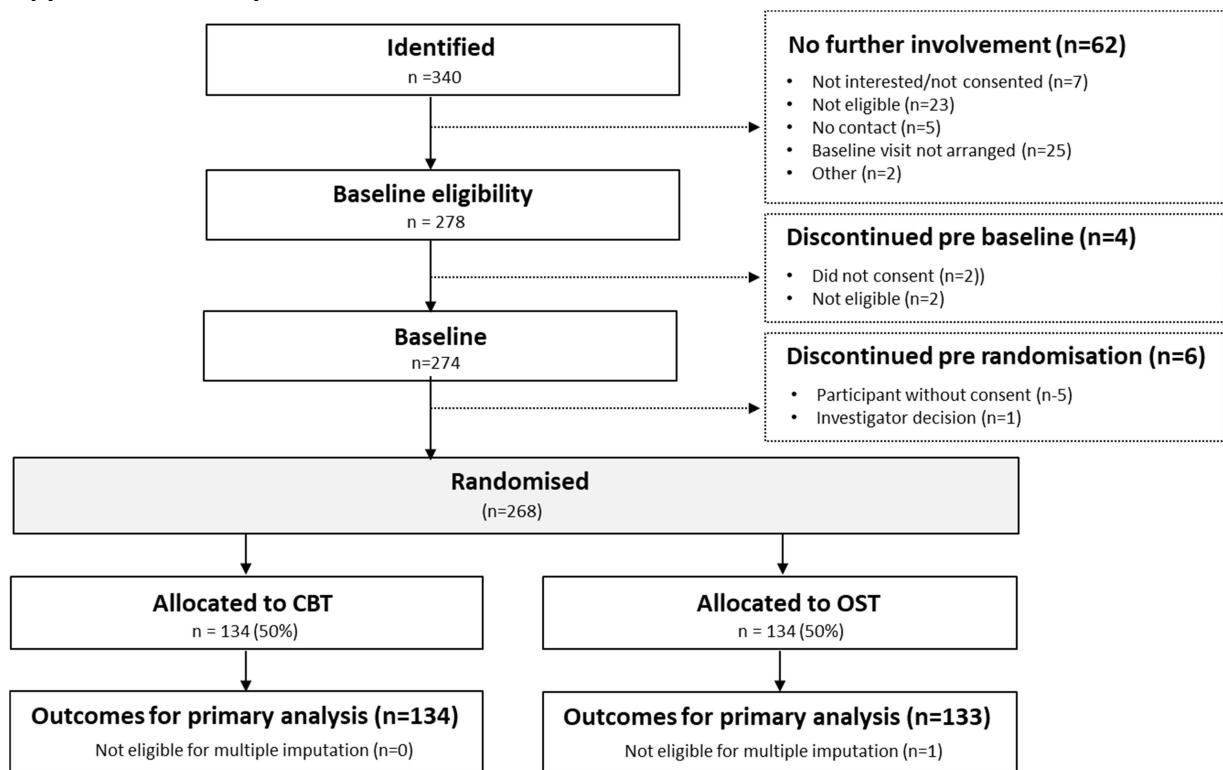 Identified
n =340
No further involvement (n=62)
• Not interested/not consented (n=7)
• Not eligible (n=23)
• No contact (n=5)
• Baseline visit not arranged (n=25)
• Other (n=2)
Baseline eligibility
n = 278
Discontinued pre baseline (n=4)
• Did not consent (n=2))
• Not eligible (n=2)
Baseline
n=274
Discontinued pre randomisation (n=6)
• Participant without consent (n-5)
• Investigator decision (n=1)
Randomised
(n=268)
Allocated to CBT
n = 134 (50%)
Allocated to OST
n = 134 (50%)
Outcomes for primary analysis (n=134)
Not eligible for multiple imputation (n=0)
Outcomes for primary analysis (n=133)
Not eligible for multiple imputation (n=1)